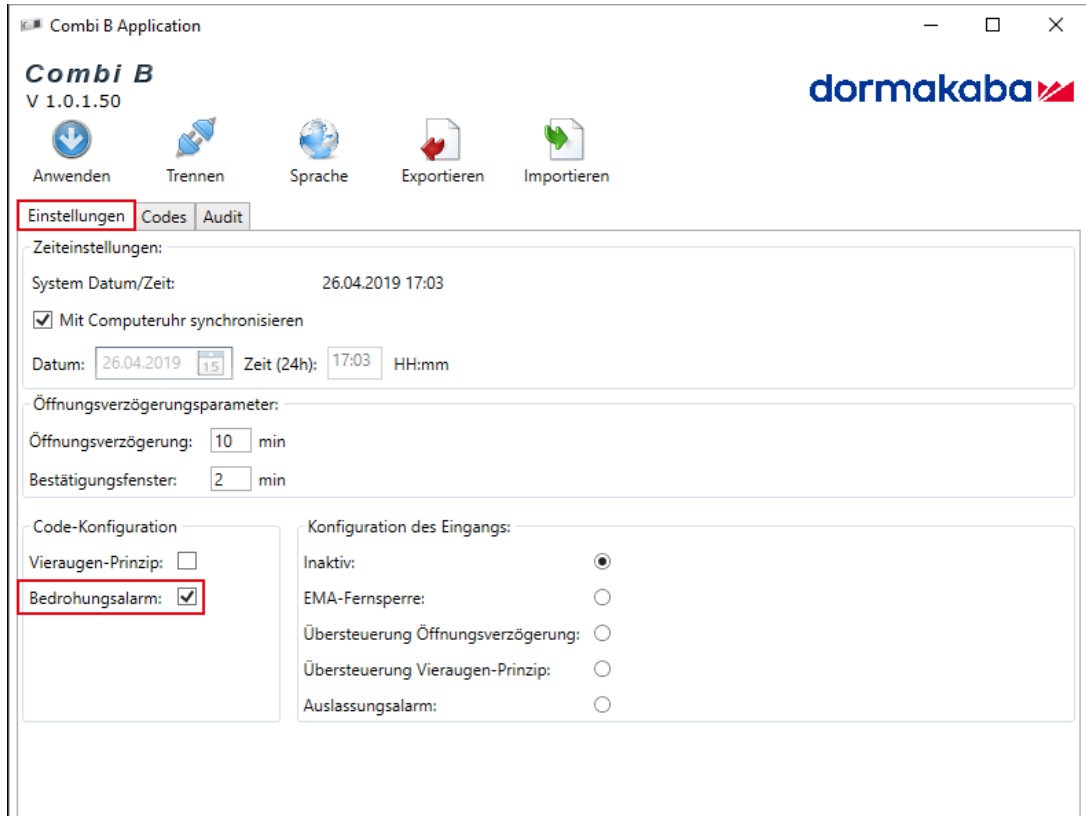 Combi B Application
Combi B
V 1.0.1.50
dormakaba
Anwenden Trennen Sprache Exportieren Importieren
Einstellungen Codes Audit
Zeiteinstellungen:
System Datum/Zeit: 26.04.2019 17:03
Mit Computeruhr synchronisieren
Datum: 26.04.2019 15 Zeit (24h): 17:03 HH:mm
Öffnungsverzögerungsparameter:
Öffnungsverzögerung: 10 min
Bestätigungsfenster: 2 min
Code-Konfiguration Konfiguration des Eingangs:
Vieraugen-Prinzip: Inaktiv:
Bedrohungsalarm: EMA-Fernsperre:
Übersteuerung Öffnungsverzögerung:
Übersteuerung Vieraugen-Prinzip:
Auslassungsalarm: